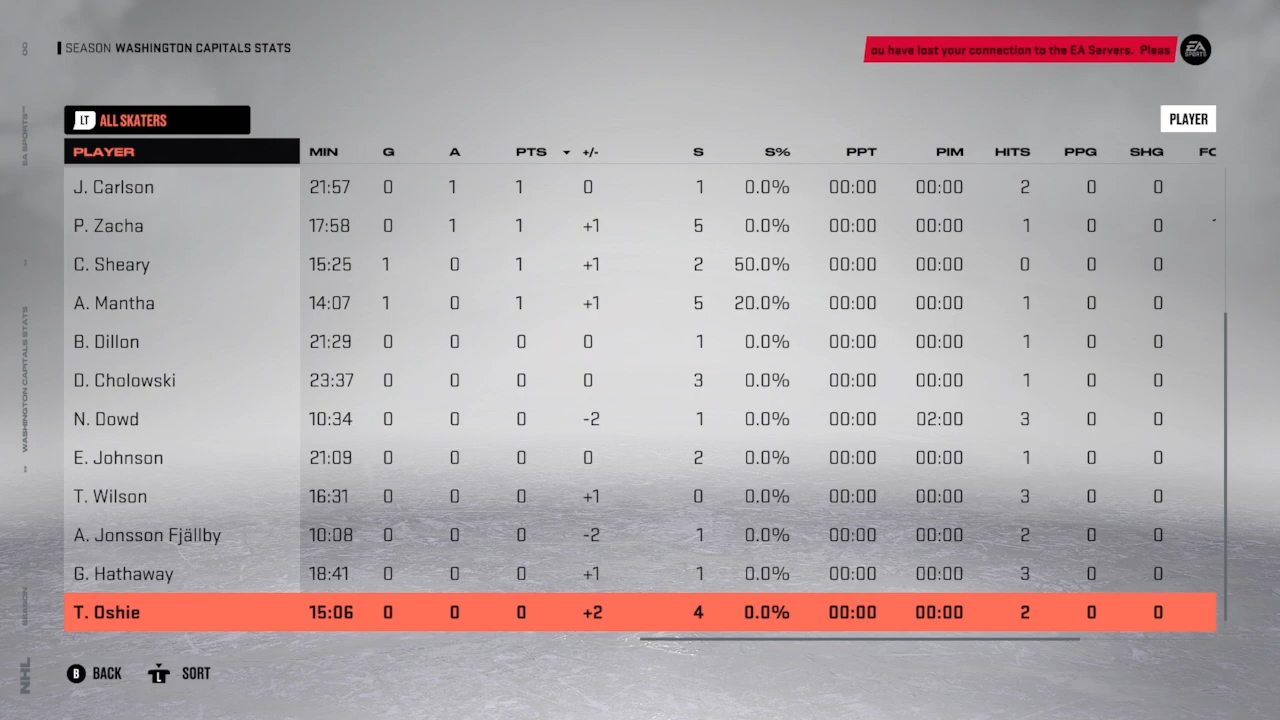 SEASON WASHINGTON CAPITALS STATS
ou have lost your connection to the EA Servers. Pleas
EA SPORTS
LT ALL SKATERS
PLAYER
PLAYER MIN G A PTS +/- S S% PPT PIM HITS PPG SHG FO
J. Carlson 21:57 0 1 1 0 1 0.0% 00:00 00:00 2 0 0
P. Zacha 17:58 0 1 1 +1 5 0.0% 00:00 00:00 1 0 0
C. Sheary 15:25 1 0 1 +1 2 50.0% 00:00 00:00 0 0 0
A. Mantha 14:07 1 0 1 +1 5 20.0% 00:00 00:00 1 0 0
B. Dillon 21:29 0 0 0 0 1 0.0% 00:00 00:00 1 0 0
D. Cholowski 23:37 0 0 0 0 3 0.0% 00:00 00:00 1 0 0
N. Dowd 10:34 0 0 0 -2 1 0.0% 00:00 02:00 3 0 0
E. Johnson 21:09 0 0 0 0 2 0.0% 00:00 00:00 1 0 0
T. Wilson 16:31 0 0 0 +1 0 0.0% 00:00 00:00 3 0 0
A. Jonsson Fjällby 10:08 0 0 0 -2 1 0.0% 00:00 00:00 2 0 0
G. Hathaway 18:41 0 0 0 +1 1 0.0% 00:00 00:00 3 0 0
T. Oshie 15:06 0 0 0 +2 4 0.0% 00:00 00:00 2 0 0
B BACK L SORT
EA SPORTS™
WASHINGTON CAPITALS STATS
SEASON
NHL